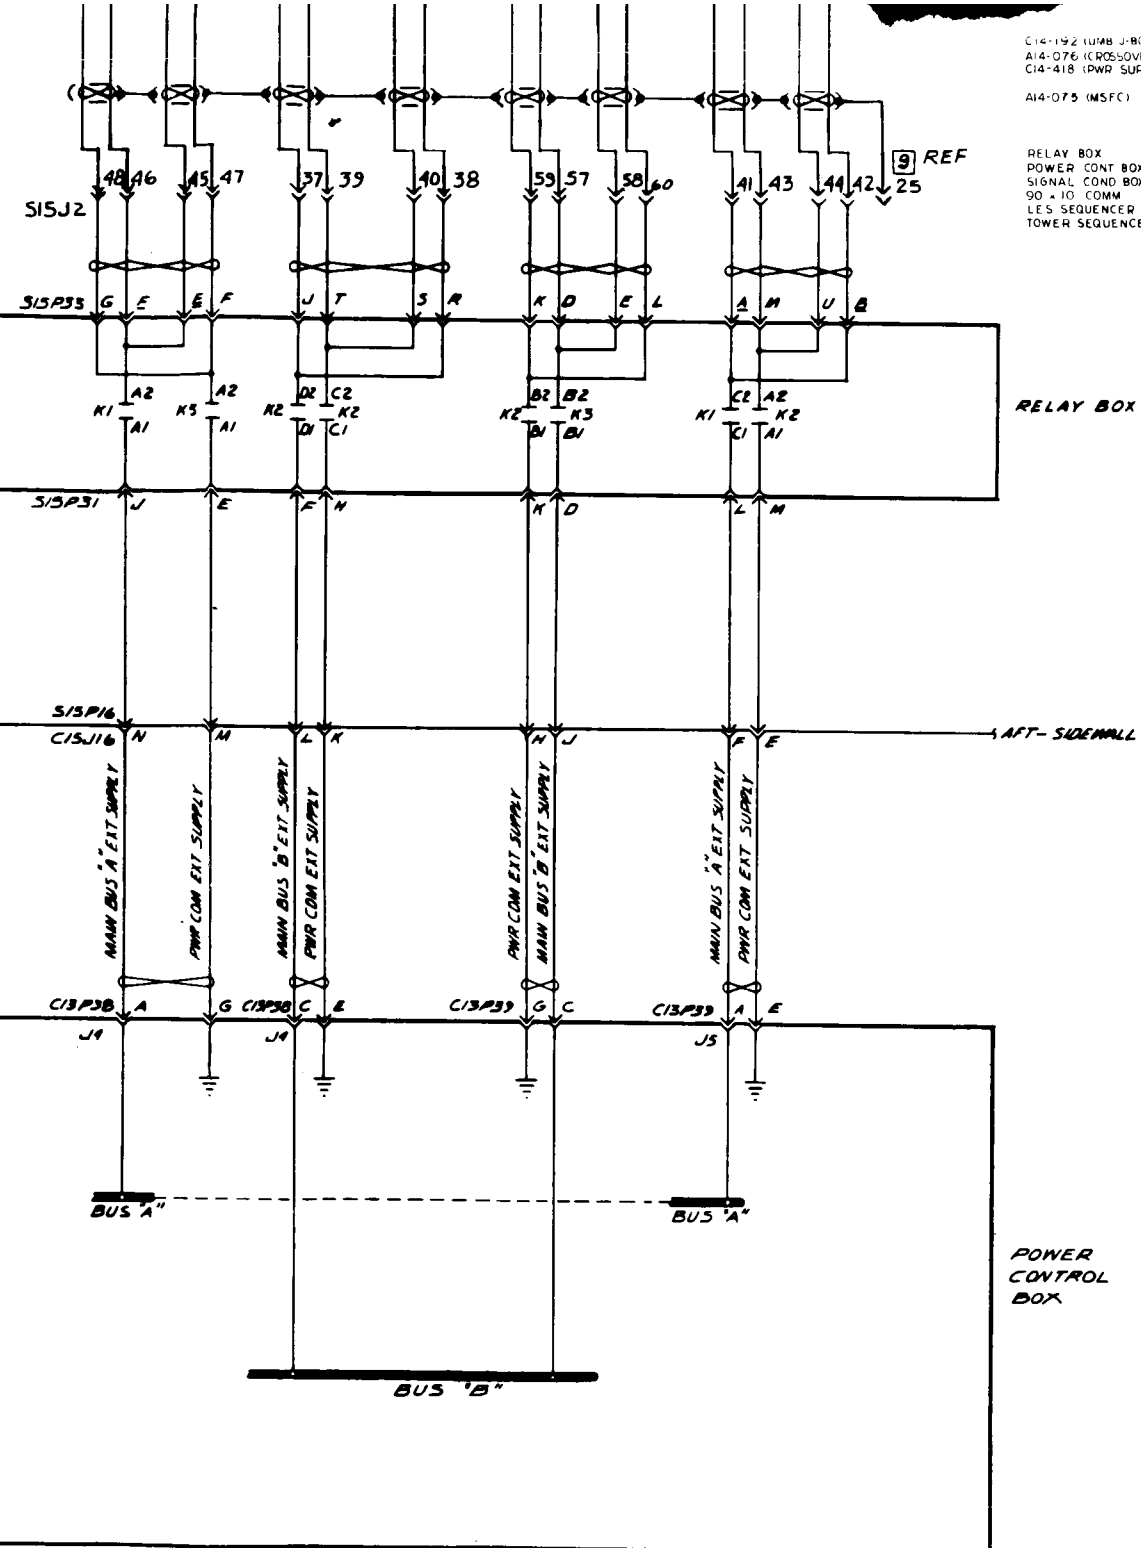 C14-192 (UMB J-BO
A14-076 (CROSSOV
C14-418 (PWR SUP
A14-075 (MSFC)
9 REF
RELAY BOX
POWER CONT BOX
SIGNAL COND BOX
90 x 10 COMM
LES SEQUENCER
TOWER SEQUENCE
48 46 45 47 37 39 40 38 59 57 58 60 41 43 44 42 25
S15J2
S15P33 G E E F J T S R K D E L A M U B
A2 A2 D2 C2 B2 B2 C2 A2
K1 K3 K2 K2 K2 K3 K1 K2
A1 A1 D1 C1 B1 B1 C1 A1
RELAY BOX
S15P31 J E F H K D L M
S15P16
C15J16 N M L K H J F E
AFT-SIDEWALL
MAIN BUS "A" EXT SUPPLY
PWR COM EXT SUPPLY
MAIN BUS "B" EXT SUPPLY
PWR COM EXT SUPPLY
PWR COM EXT SUPPLY
MAIN BUS "B" EXT SUPPLY
MAIN BUS "A" EXT SUPPLY
PWR COM EXT SUPPLY
C13P38 A G C13P38 C E C13P39 G C C13P39 A E
J4 J4 J5
BUS "A" BUS "A"
POWER
CONTROL
BOX
BUS "B"